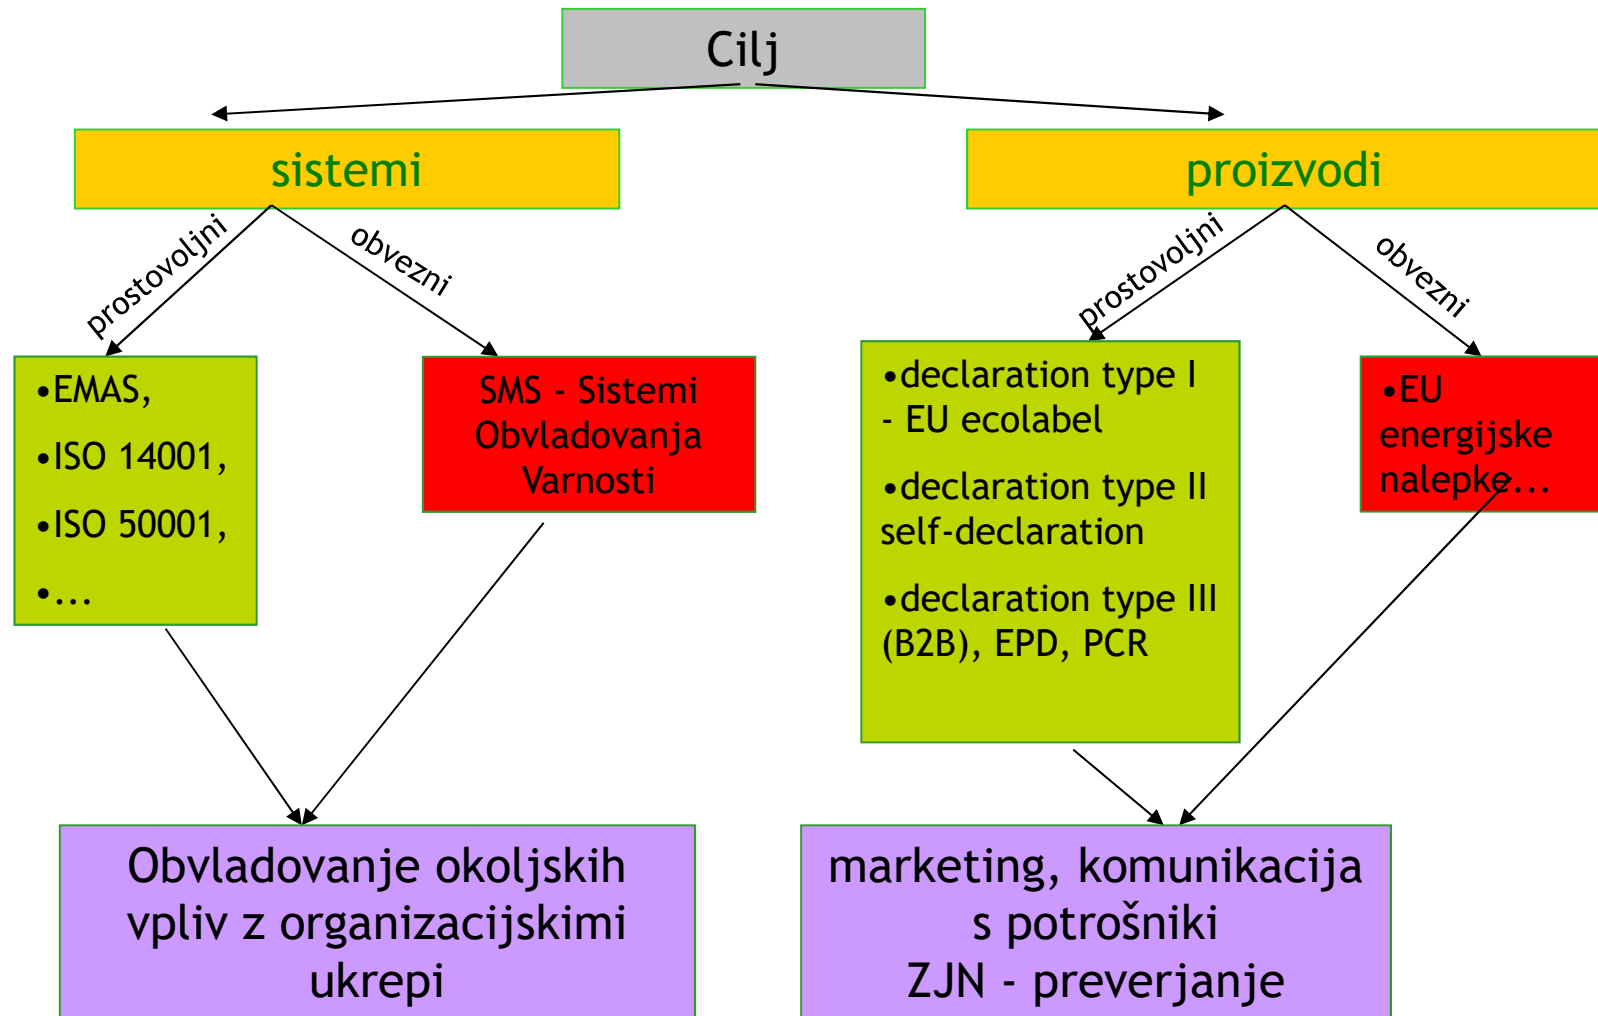 Cilj
sistemi
proizvodi
prostovoljni
obvezni
prostovoljni
obvezni
•EMAS,
•ISO 14001,
•ISO 50001,
•...
SMS - Sistemi
Obvladovanja
Varnosti
•declaration type I
- EU ecolabel
•declaration type II
self-declaration
•declaration type III
(B2B), EPD, PCR
•EU
energijske
nalepke...
Obvladovanje okoljskih
vpliv z organizacijskimi
ukrepi
marketing, komunikacija
s potrošniki
ZJN - preverjanje